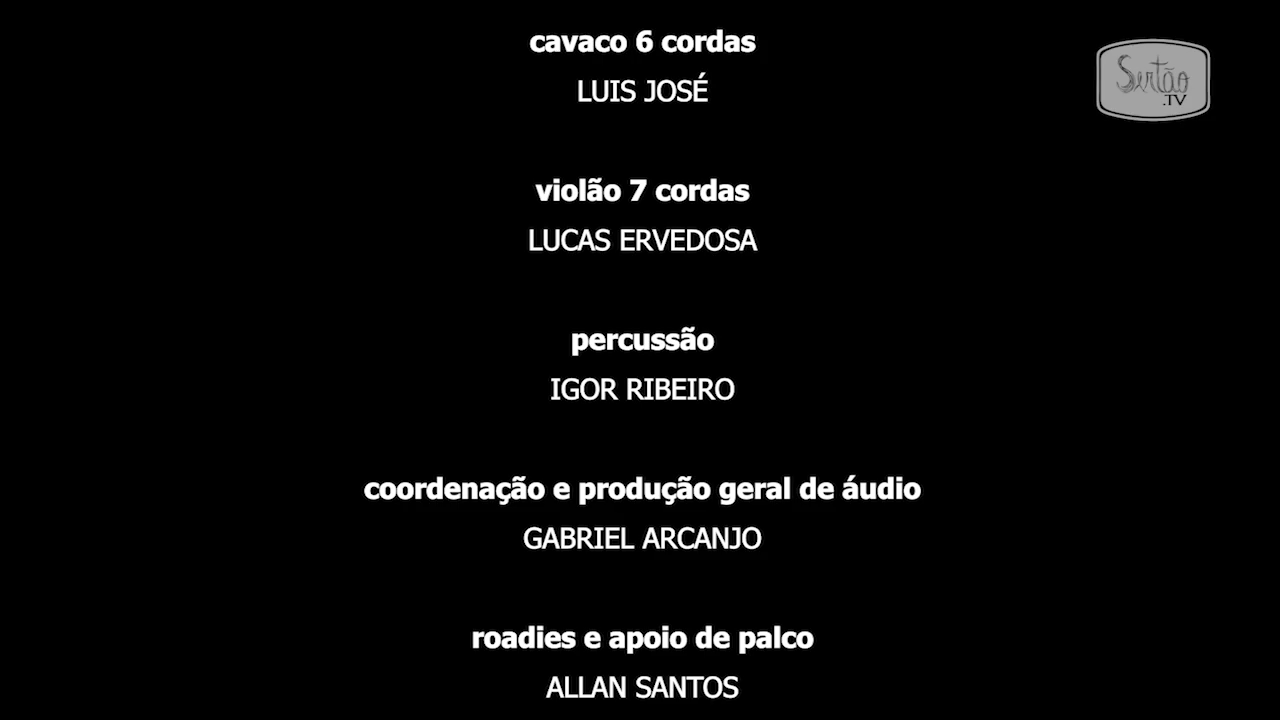 cavaco 6 cordas
LUIS JOSÉ
Sertão
.TV
violão 7 cordas
LUCAS ERVEDOSA
percussão
IGOR RIBEIRO
coordenação e produção geral de áudio
GABRIEL ARCANJO
roadies e apoio de palco
ALLAN SANTOS